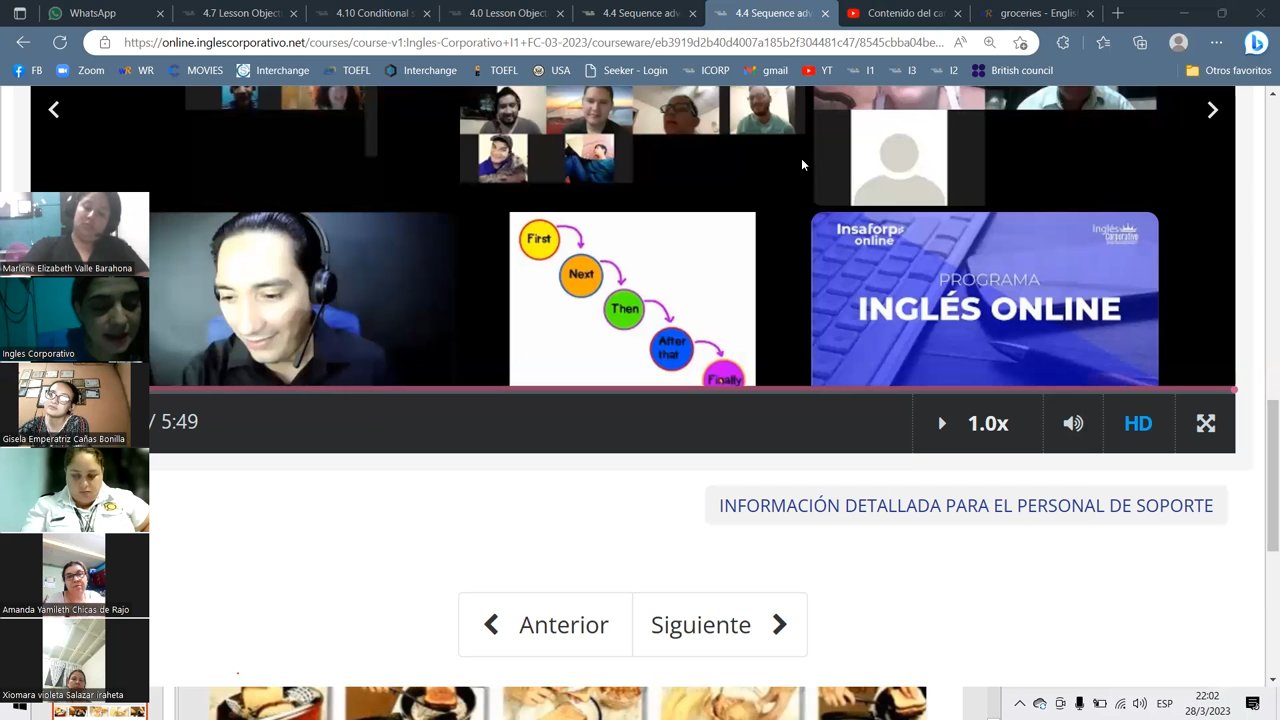 WhatsApp
4.7 Lesson Object
4.10 Conditional s
4.0 Lesson Object
4.4 Sequence adv
4.4 Sequence adv
Contenido del ca
groceries - Englis
https://online.inglescorporativo.net/courses/course-v1:Ingles-Corporativo+I1+FC-03-2023/courseware/eb3919d2b40d4007a185b2f304481c47/8545cbba04be...
FB
Zoom
WR
MOVIES
Interchange
TOEFL
Interchange
TOEFL
USA
Seeker - Login
ICORP
gmail
YT
I1
I3
I2
British council
Otros favoritos
Marlene Elizabeth Valle Barahona
Ingles Corporativo
Gisela Emperatriz Cañas Bonilla
Amanda Yamileth Chicas de Rajo
Xiomara violeta Salazar iraheta
First
Next
Then
After
that
Finally
Insaforp
online
Inglés
Corporativo
PROGRAMA
INGLÉS ONLINE
/ 5:49
1.0x
HD
INFORMACIÓN DETALLADA PARA EL PERSONAL DE SOPORTE
Anterior
Siguiente
ESP
22:02
28/3/2023